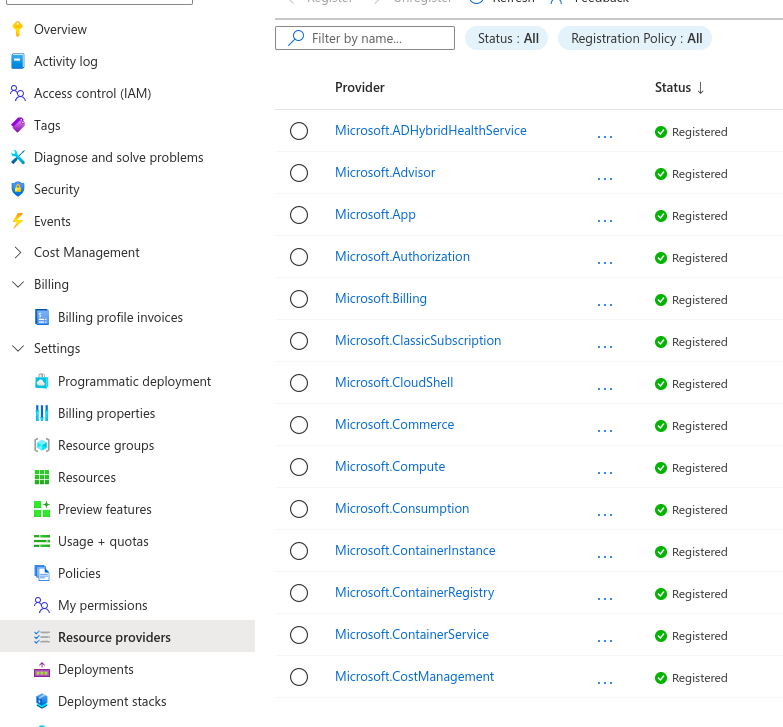 Register
Unregister
Refresh
Feedback
Overview
Activity log
Access control (IAM)
Tags
Diagnose and solve problems
Security
Events
Cost Management
Billing
Billing profile invoices
Settings
Programmatic deployment
Billing properties
Resource groups
Resources
Preview features
Usage + quotas
Policies
My permissions
Resource providers
Deployments
Deployment stacks
Filter by name...
Status : All
Registration Policy : All
Provider Status ↓
Microsoft.ADHybridHealthService ... Registered
Microsoft.Advisor ... Registered
Microsoft.App ... Registered
Microsoft.Authorization ... Registered
Microsoft.Billing ... Registered
Microsoft.ClassicSubscription ... Registered
Microsoft.CloudShell ... Registered
Microsoft.Commerce ... Registered
Microsoft.Compute ... Registered
Microsoft.Consumption ... Registered
Microsoft.ContainerInstance ... Registered
Microsoft.ContainerRegistry ... Registered
Microsoft.ContainerService ... Registered
Microsoft.CostManagement ... Registered